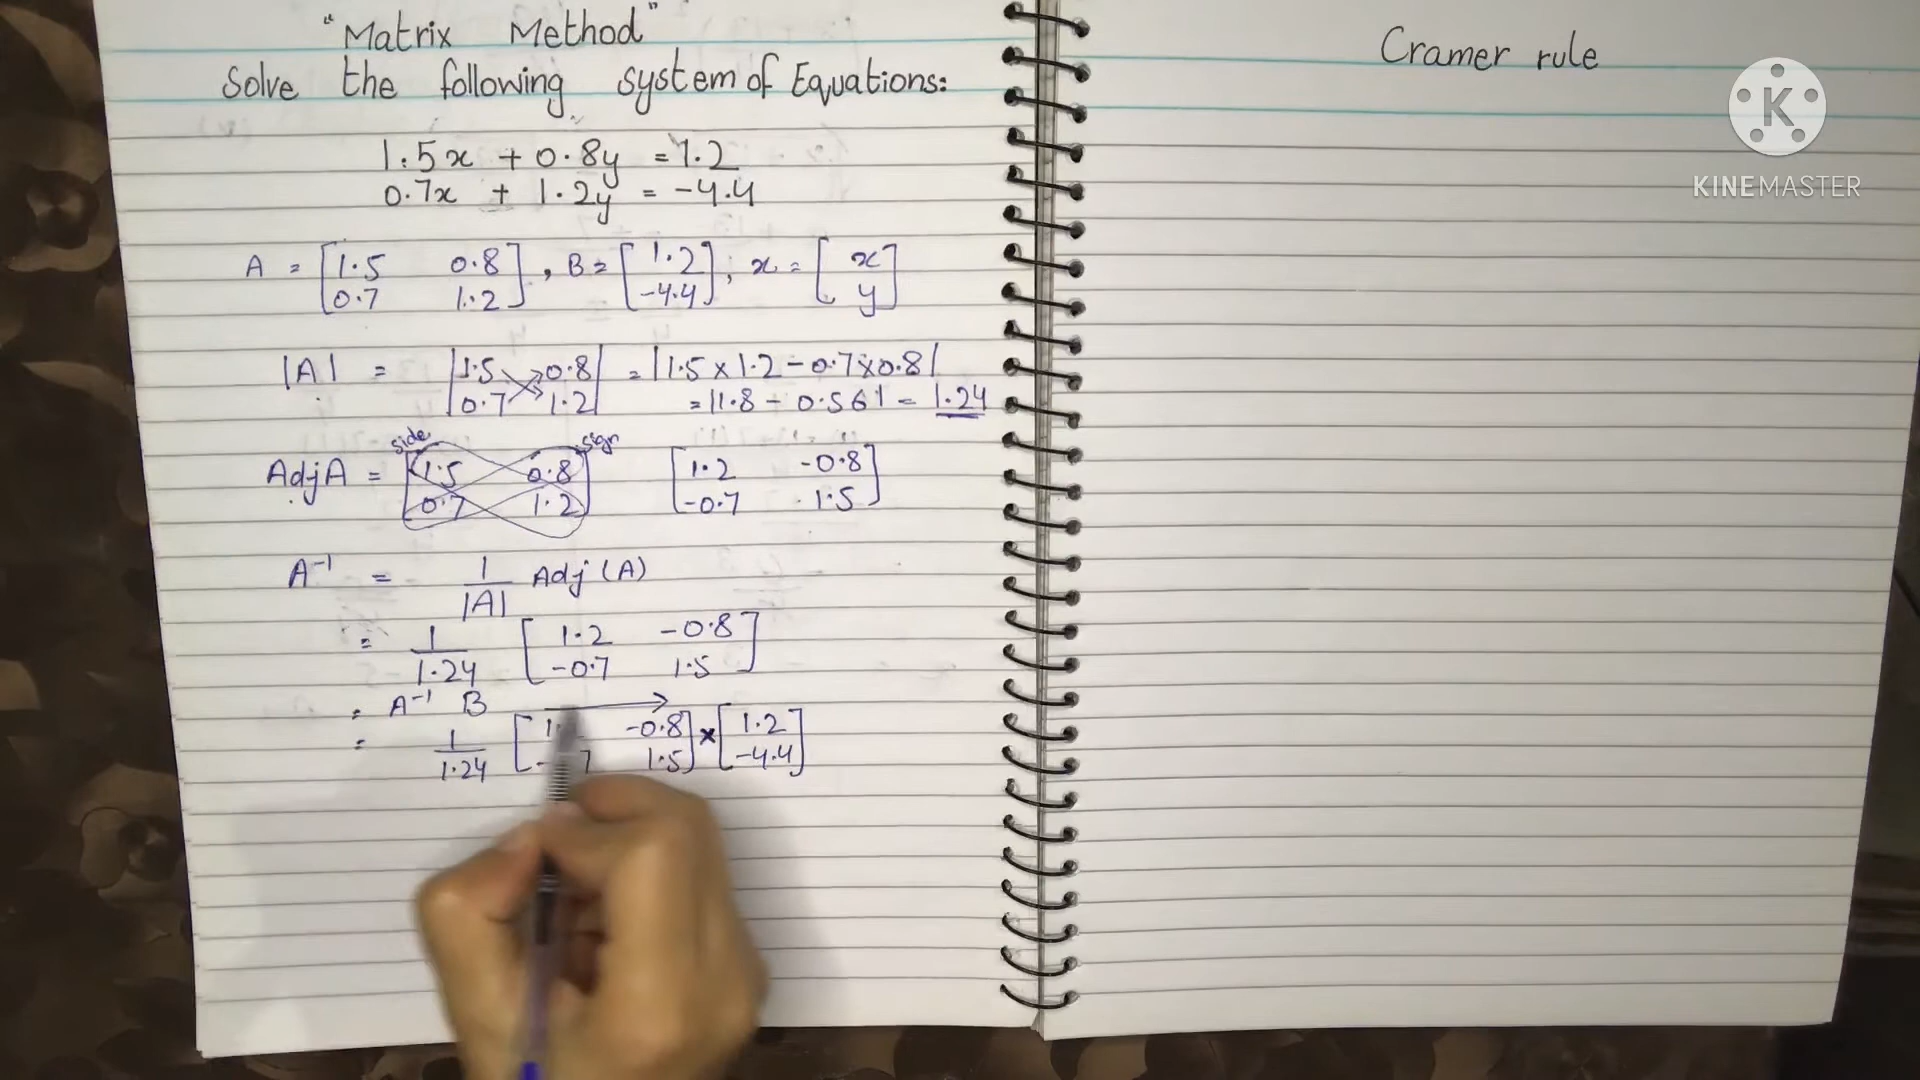 "Matrix Method"
Solve the following system of Equations:
1.5x + 0.8y = 1.2
0.7x + 1.2y = -4.4
A = [1.5 0.8], B = [1.2], x = [x]
0.7 1.2 -4.4 y
|A| = |1.5 0.8| = |1.5 × 1.2 - 0.7 × 0.8|
0.7 1.2 = |1.8 - 0.56| = 1.24
side sign
Adj A = [1.5 0.8] [1.2 -0.8]
0.7 1.2 -0.7 1.5
A⁻¹ = 1 Adj (A)
|A|
= 1 [1.2 -0.8]
1.24 -0.7 1.5
= A⁻¹ B
= 1 [ -0.8] × [1.2]
1.24 1.5 -4.4
Cramer rule
K
KINEMASTER